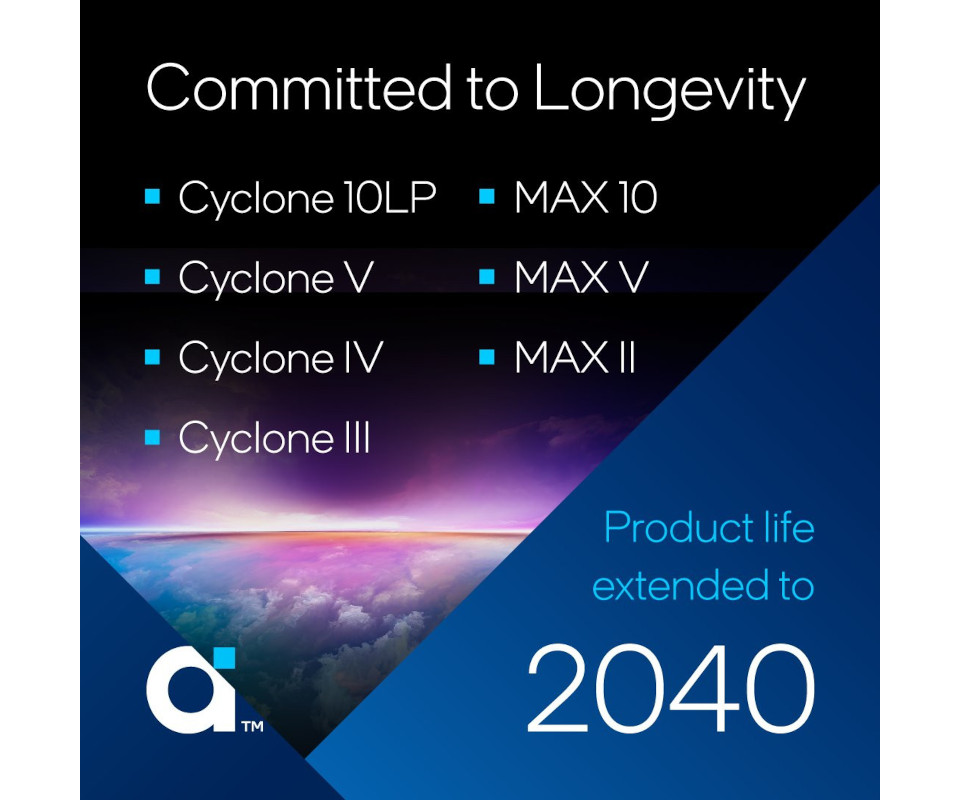 Committed to Longevity
Cyclone 10LP
Cyclone V
Cyclone IV
Cyclone III
MAX 10
MAX V
MAX II
Product life
extended to
2040
a™